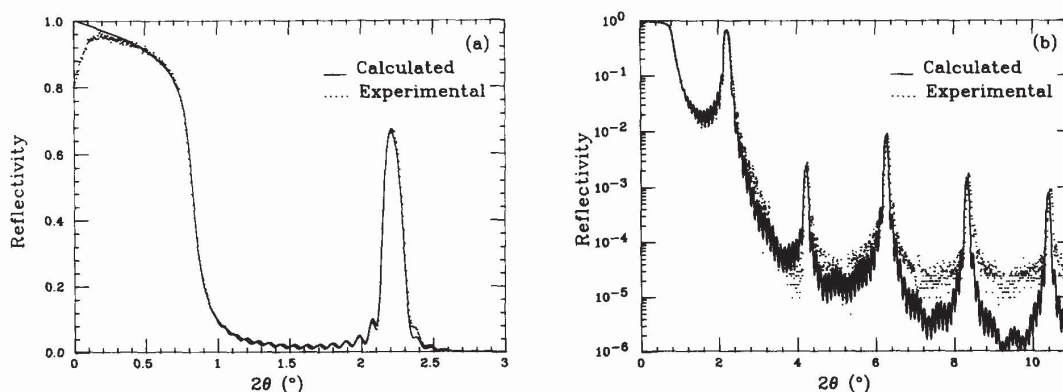 (a)
Calculated
Experimental
Reflectivity
1.0
0.8
0.6
0.4
0.2
0.0
0
0.5
1
1.5
2
2.5
3
2θ (°)
(b)
Calculated
Experimental
Reflectivity
10⁰
10⁻¹
10⁻²
10⁻³
10⁻⁴
10⁻⁵
10⁻⁶
0
2
4
6
8
10
2θ (°)